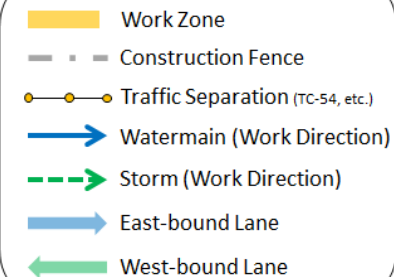 Work Zone
Construction Fence
Traffic Separation (TC-54, etc.)
Watermain (Work Direction)
Storm (Work Direction)
East-bound Lane
West-bound Lane